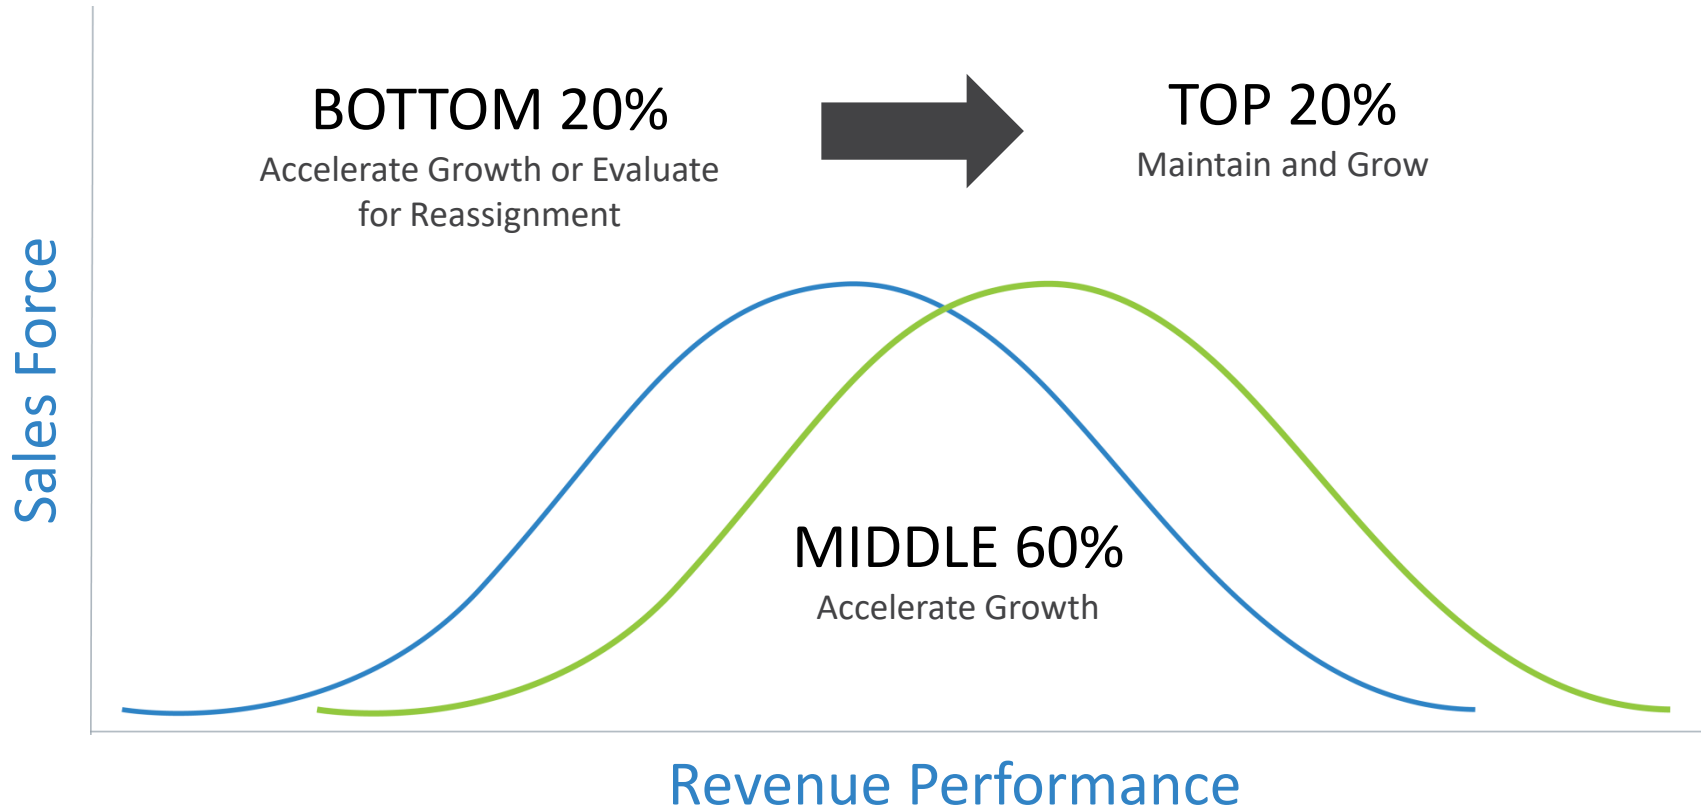 BOTTOM 20%
Accelerate Growth or Evaluate
for Reassignment
TOP 20%
Maintain and Grow
Sales Force
MIDDLE 60%
Accelerate Growth
Revenue Performance